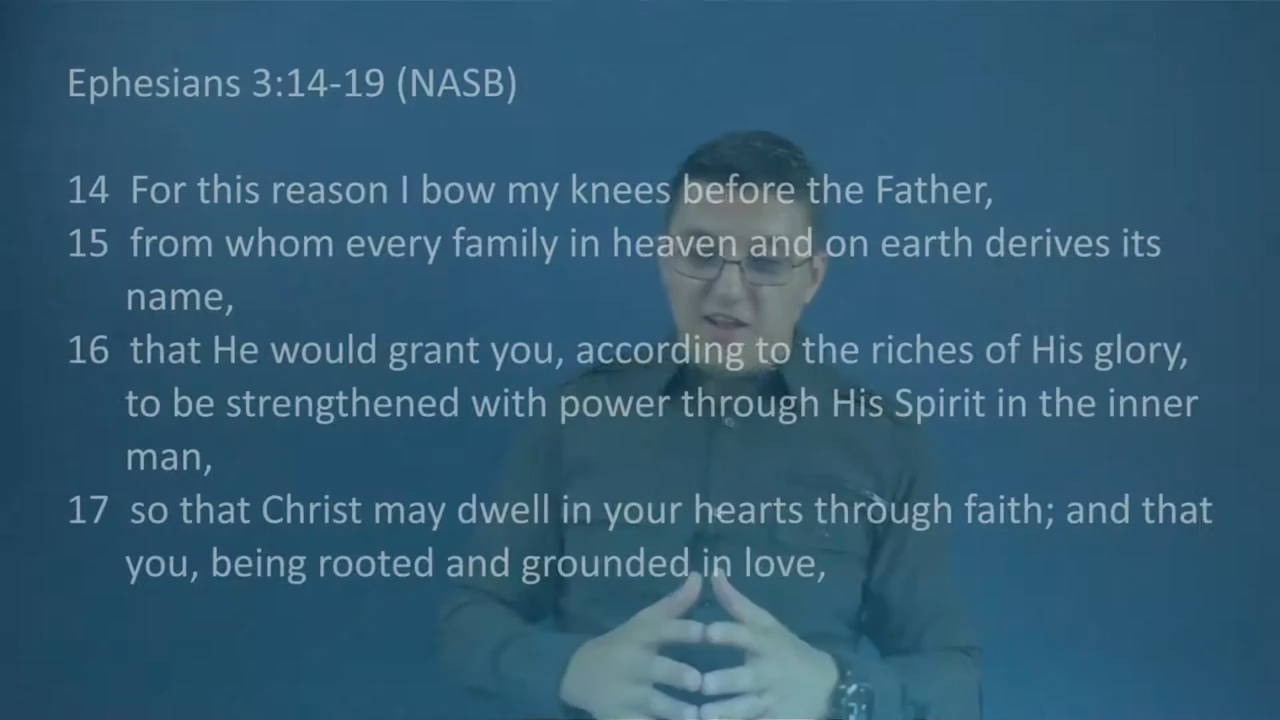 Ephesians 3:14-19 (NASB)
14 For this reason I bow my knees before the Father,
15 from whom every family in heaven and on earth derives its
name,
16 that He would grant you, according to the riches of His glory,
to be strengthened with power through His Spirit in the inner
man,
17 so that Christ may dwell in your hearts through faith; and that
you, being rooted and grounded in love,